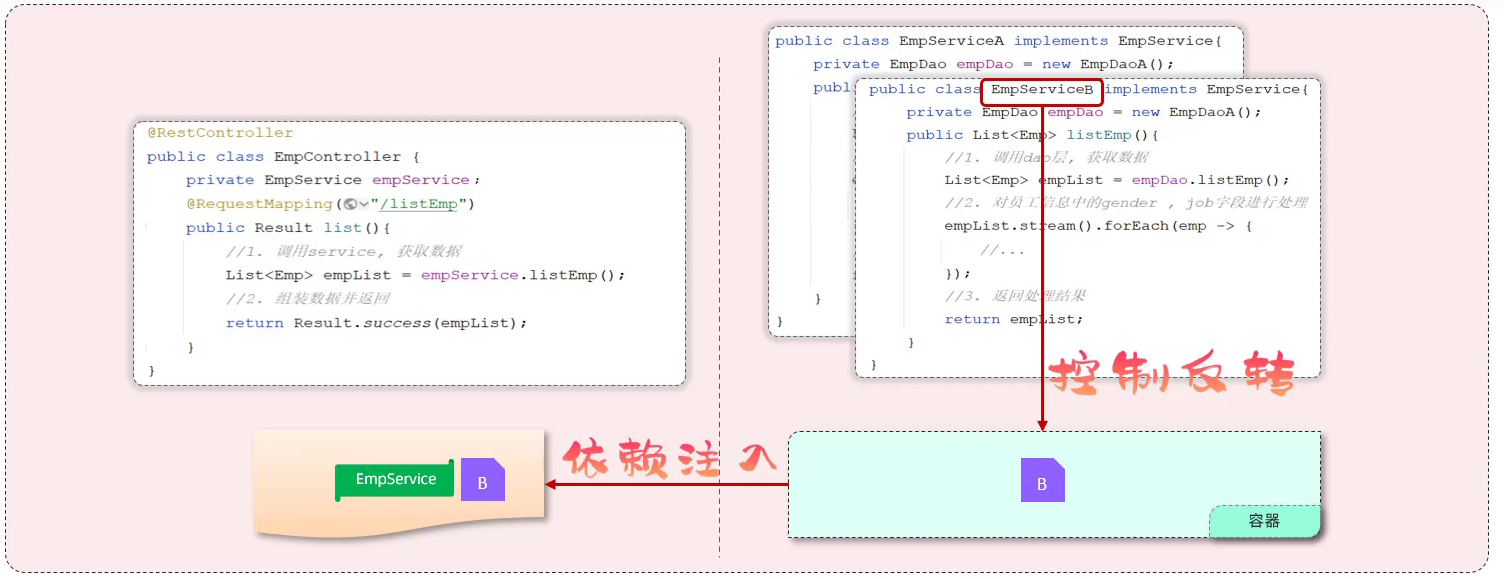 @RestController
public class EmpController {
private EmpService empService;
@RequestMapping("/listEmp")
public Result list(){
//1. 调用service, 获取数据
List<Emp> empList = empService.listEmp();
//2. 组装数据并返回
return Result.success(empList);
}
}
public class EmpServiceA implements EmpService{
private EmpDao empDao = new EmpDaoA();
publ
}
}
public class EmpServiceB implements EmpService{
private EmpDao empDao = new EmpDaoA();
public List<Emp> listEmp(){
//1. 调用dao层, 获取数据
List<Emp> empList = empDao.listEmp();
//2. 对员工信息中的gender , job字段进行处理
empList.stream().forEach(emp -> {
//...
});
//3. 返回处理结果
return empList;
}
}
控制反转
依赖注入
EmpService
B
B
容器